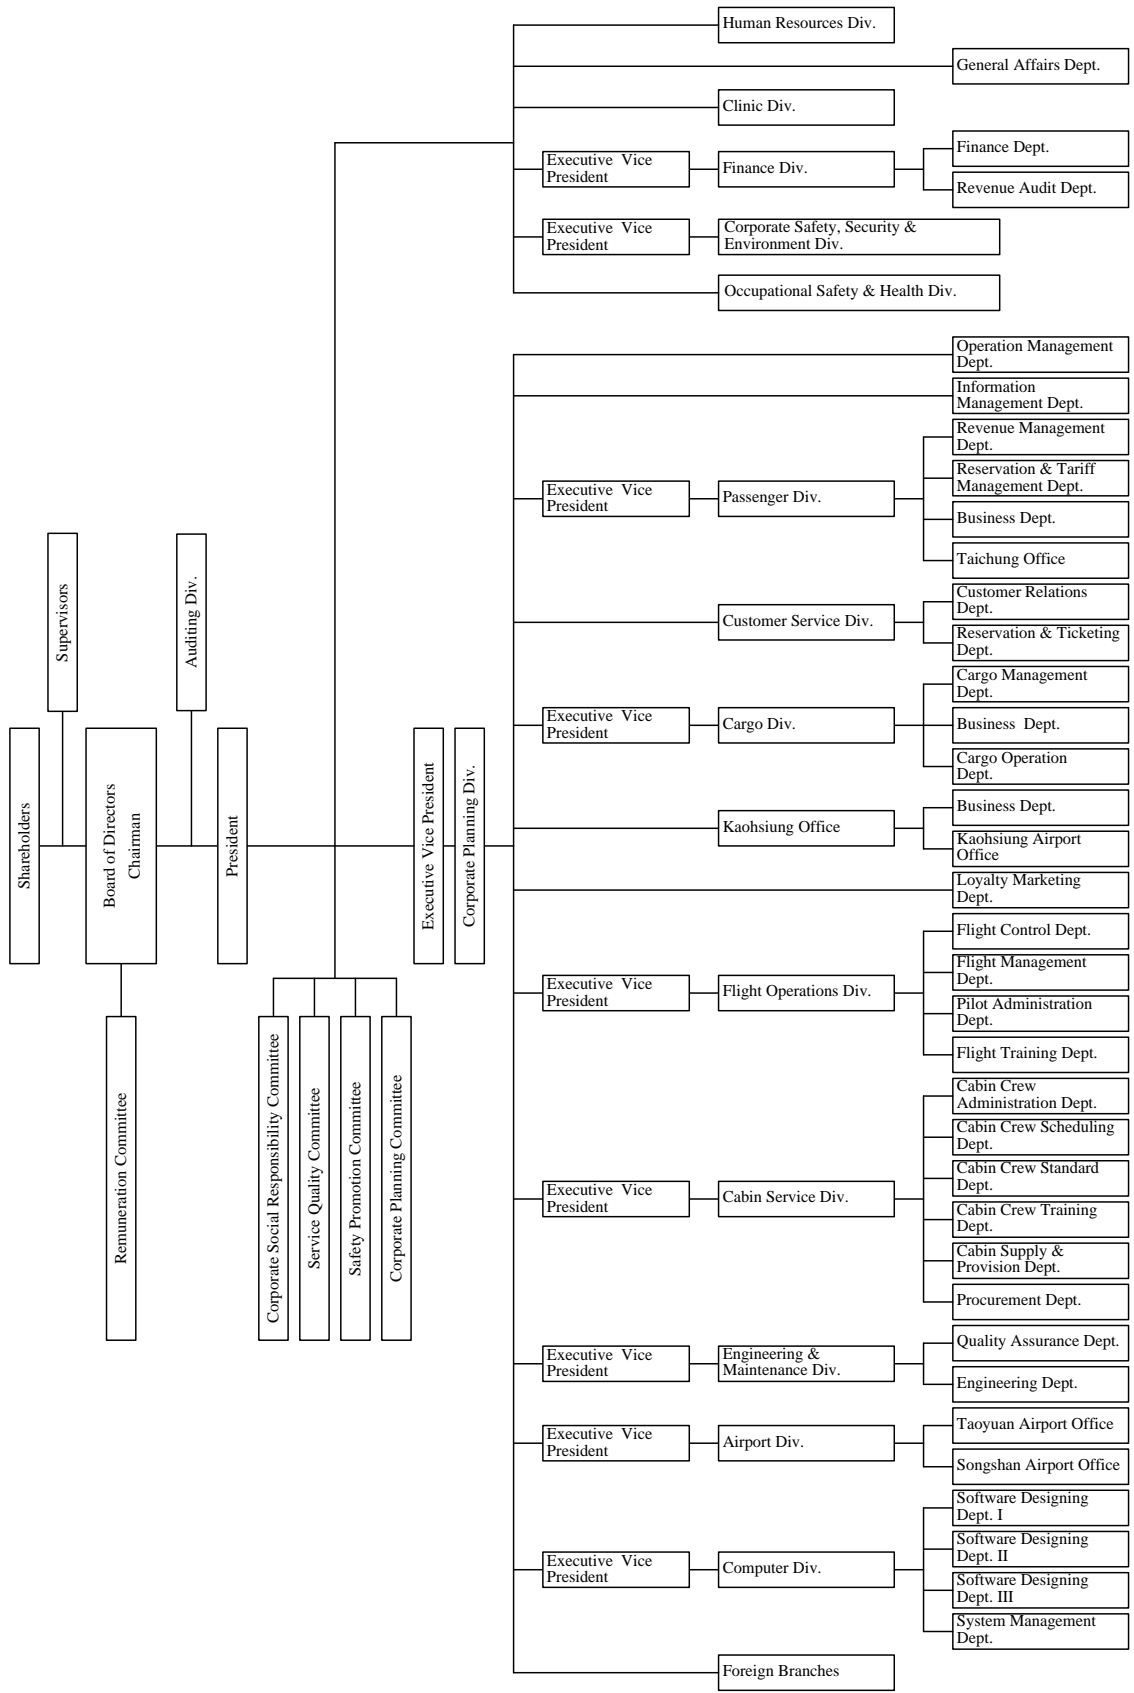 Shareholders
Supervisors
Board of Directors
Chairman
Remuneration Committee
Auditing Div.
President
Corporate Social Responsibility Committee
Service Quality Committee
Safety Promotion Committee
Corporate Planning Committee
Executive Vice President
Corporate Planning Div.
Human Resources Div.
General Affairs Dept.
Clinic Div.
Executive Vice
President
Finance Div.
Finance Dept.
Revenue Audit Dept.
Executive Vice
President
Corporate Safety, Security &
Environment Div.
Occupational Safety & Health Div.
Operation Management
Dept.
Information
Management Dept.
Executive Vice
President
Passenger Div.
Revenue Management
Dept.
Reservation & Tariff
Management Dept.
Business Dept.
Taichung Office
Customer Service Div.
Customer Relations
Dept.
Reservation & Ticketing
Dept.
Executive Vice
President
Cargo Div.
Cargo Management
Dept.
Business Dept.
Cargo Operation
Dept.
Kaohsiung Office
Business Dept.
Kaohsiung Airport
Office
Loyalty Marketing
Dept.
Executive Vice
President
Flight Operations Div.
Flight Control Dept.
Flight Management
Dept.
Pilot Administration
Dept.
Flight Training Dept.
Executive Vice
President
Cabin Service Div.
Cabin Crew
Administration Dept.
Cabin Crew Scheduling
Dept.
Cabin Crew Standard
Dept.
Cabin Crew Training
Dept.
Cabin Supply &
Provision Dept.
Procurement Dept.
Executive Vice
President
Engineering &
Maintenance Div.
Quality Assurance Dept.
Engineering Dept.
Executive Vice
President
Airport Div.
Taoyuan Airport Office
Songshan Airport Office
Executive Vice
President
Computer Div.
Software Designing
Dept. I
Software Designing
Dept. II
Software Designing
Dept. III
System Management
Dept.
Foreign Branches